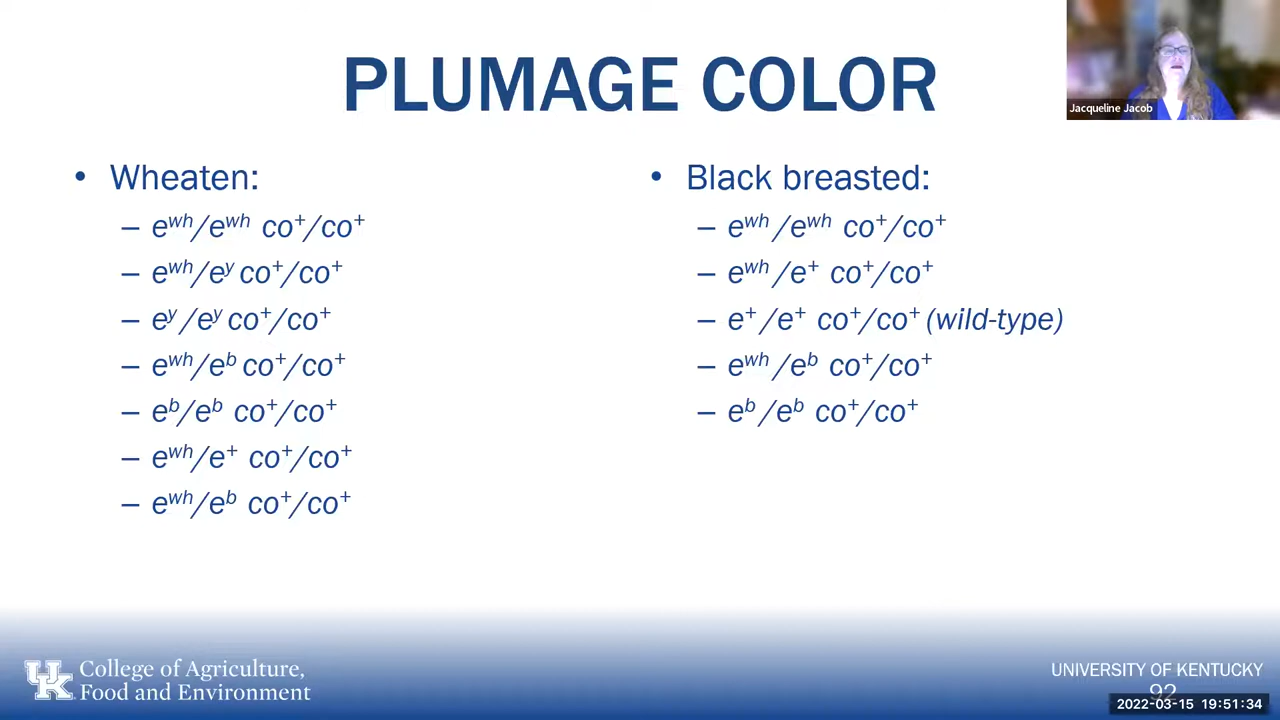 PLUMAGE COLOR
Jacqueline Jacob
• Wheaten:
– e^wh/e^wh co^+/co^+
– e^wh/e^y co^+/co^+
– e^y/e^y co^+/co^+
– e^wh/e^b co^+/co^+
– e^b/e^b co^+/co^+
– e^wh/e^+ co^+/co^+
– e^wh/e^b co^+/co^+
• Black breasted:
– e^wh/e^wh co^+/co^+
– e^wh/e^+ co^+/co^+
– e^+/e^+ co^+/co^+ (wild-type)
– e^wh/e^b co^+/co^+
– e^b/e^b co^+/co^+
UK
College of Agriculture,
Food and Environment
UNIVERSITY OF KENTUCKY
92
2022-03-15 19:51:34